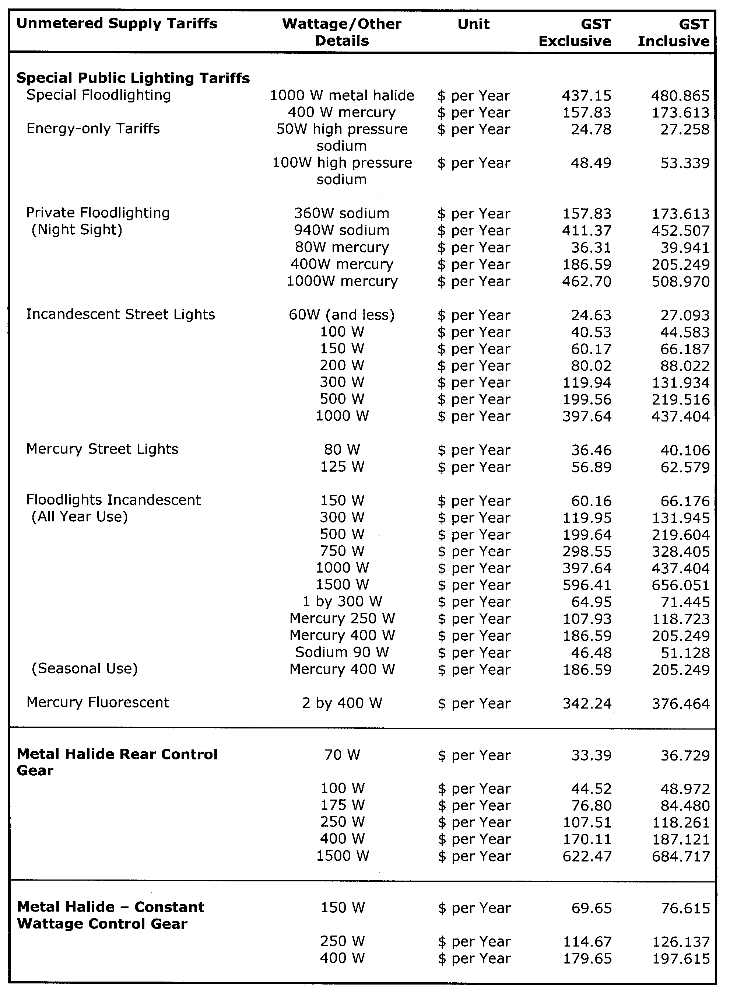 Unmetered Supply Tariffs Wattage/Other Unit GST GST
Details Exclusive Inclusive
Special Public Lighting Tariffs
Special Floodlighting 1000 W metal halide $ per Year 437.15 480.865
400 W mercury $ per Year 157.83 173.613
Energy-only Tariffs 50W high pressure $ per Year 24.78 27.258
sodium
100W high pressure $ per Year 48.49 53.339
sodium
Private Floodlighting 360W sodium $ per Year 157.83 173.613
(Night Sight) 940W sodium $ per Year 411.37 452.507
80W mercury $ per Year 36.31 39.941
400W mercury $ per Year 186.59 205.249
1000W mercury $ per Year 462.70 508.970
Incandescent Street Lights 60W (and less) $ per Year 24.63 27.093
100 W $ per Year 40.53 44.583
150 W $ per Year 60.17 66.187
200 W $ per Year 80.02 88.022
300 W $ per Year 119.94 131.934
500 W $ per Year 199.56 219.516
1000 W $ per Year 397.64 437.404
Mercury Street Lights 80 W $ per Year 36.46 40.106
125 W $ per Year 56.89 62.579
Floodlights Incandescent 150 W $ per Year 60.16 66.176
(All Year Use) 300 W $ per Year 119.95 131.945
500 W $ per Year 199.64 219.604
750 W $ per Year 298.55 328.405
1000 W $ per Year 397.64 437.404
1500 W $ per Year 596.41 656.051
1 by 300 W $ per Year 64.95 71.445
Mercury 250 W $ per Year 107.93 118.723
Mercury 400 W $ per Year 186.59 205.249
Sodium 90 W $ per Year 46.48 51.128
(Seasonal Use) Mercury 400 W $ per Year 186.59 205.249
Mercury Fluorescent 2 by 400 W $ per Year 342.24 376.464
Metal Halide Rear Control 70 W $ per Year 33.39 36.729
Gear
100 W $ per Year 44.52 48.972
175 W $ per Year 76.80 84.480
250 W $ per Year 107.51 118.261
400 W $ per Year 170.11 187.121
1500 W $ per Year 622.47 684.717
Metal Halide – Constant 150 W $ per Year 69.65 76.615
Wattage Control Gear
250 W $ per Year 114.67 126.137
400 W $ per Year 179.65 197.615